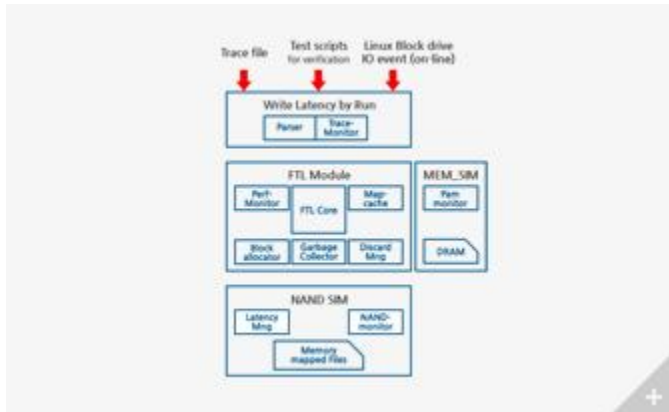 Trace file
Test scripts
for verification
Linux Block drive
IO event (on-line)
Write Latency by Run
Parser
Trace-
Monitor
FTL Module
Perf-
Monitor
FTL Core
Map-
cache
Block
allocator
Garbage
Collector
Discard
Mng
MEM_SIM
Pam
monitor
DRAM
NAND SIM
Latency
Mng
NAND-
monitor
Memory
mapped Files